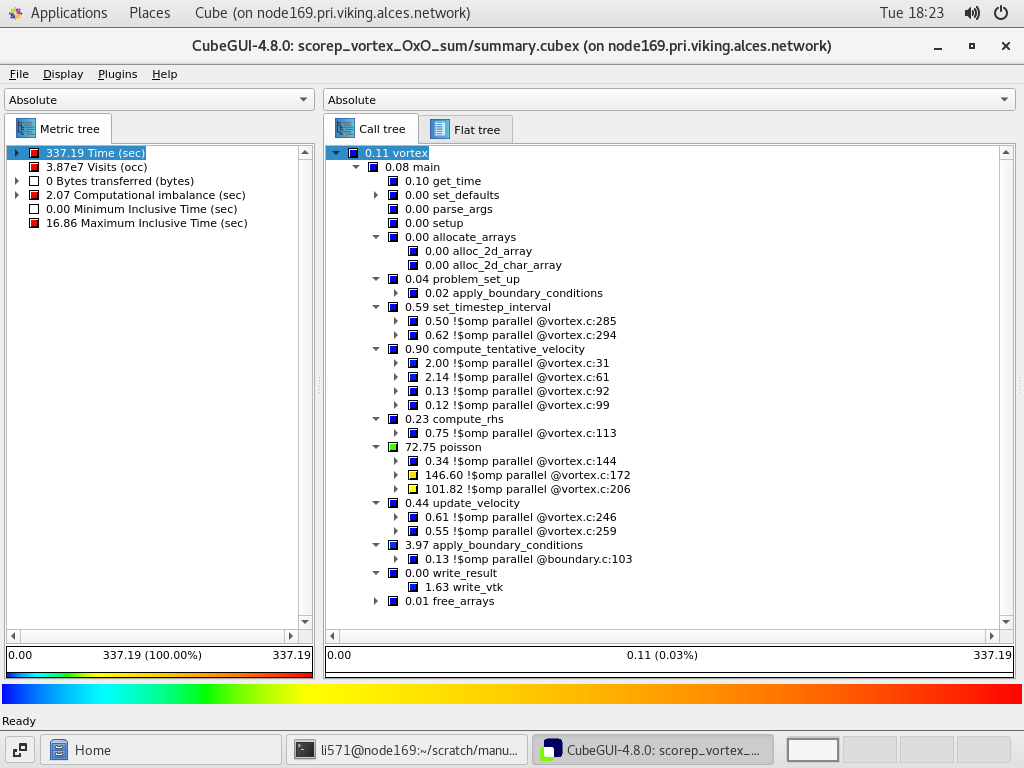 Applications Places Cube (on node169.pri.viking.alces.network) Tue 18:23
CubeGUI-4.8.0: scorep_vortex_OxO_sum/summary.cubex (on node169.pri.viking.alces.network)
File Display Plugins Help
Absolute
Absolute
Metric tree
337.19 Time (sec)
3.87e7 Visits (occ)
0 Bytes transferred (bytes)
2.07 Computational imbalance (sec)
0.00 Minimum Inclusive Time (sec)
16.86 Maximum Inclusive Time (sec)
0.00 337.19 (100.00%) 337.19
Call tree Flat tree
0.11 vortex
0.08 main
0.10 get_time
0.00 set_defaults
0.00 parse_args
0.00 setup
0.00 allocate_arrays
0.00 alloc_2d_array
0.00 alloc_2d_char_array
0.04 problem_set_up
0.02 apply_boundary_conditions
0.59 set_timestep_interval
0.50 !$omp parallel @vortex.c:285
0.62 !$omp parallel @vortex.c:294
0.90 compute_tentative_velocity
2.00 !$omp parallel @vortex.c:31
2.14 !$omp parallel @vortex.c:61
0.13 !$omp parallel @vortex.c:92
0.12 !$omp parallel @vortex.c:99
0.23 compute_rhs
0.75 !$omp parallel @vortex.c:113
72.75 poisson
0.34 !$omp parallel @vortex.c:144
146.60 !$omp parallel @vortex.c:172
101.82 !$omp parallel @vortex.c:206
0.44 update_velocity
0.61 !$omp parallel @vortex.c:246
0.55 !$omp parallel @vortex.c:259
3.97 apply_boundary_conditions
0.13 !$omp parallel @boundary.c:103
0.00 write_result
1.63 write_vtk
0.01 free_arrays
0.00 0.11 (0.03%) 337.19
Ready
Home
li571@node169:~/scratch/manu...
CubeGUI-4.8.0: scorep_vortex_...